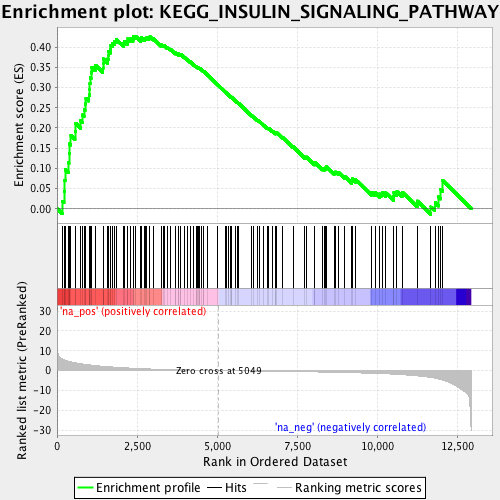 Enrichment plot: KEGG_INSULIN_SIGNALING_PATHWAY
Enrichment score (ES)
0.40
0.35
0.30
0.25
0.20
0.15
0.10
0.05
0.00
'na_pos' (positively correlated)
Ranked list metric (PreRanked)
30
20
10
0
-10
-20
-30
Zero cross at 5049
'na_neg' (negatively correlated)
0
2,500
5,000
7,500
10,000
12,500
Rank in Ordered Dataset
Enrichment profile
Hits
Ranking metric scores